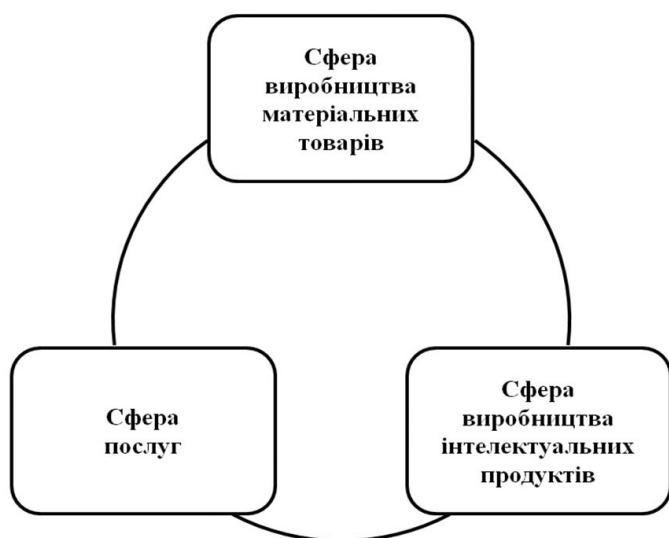 Сфера
виробництва
матеріальних
товарів
Сфера
послуг
Сфера
виробництва
інтелектуальних
продуктів